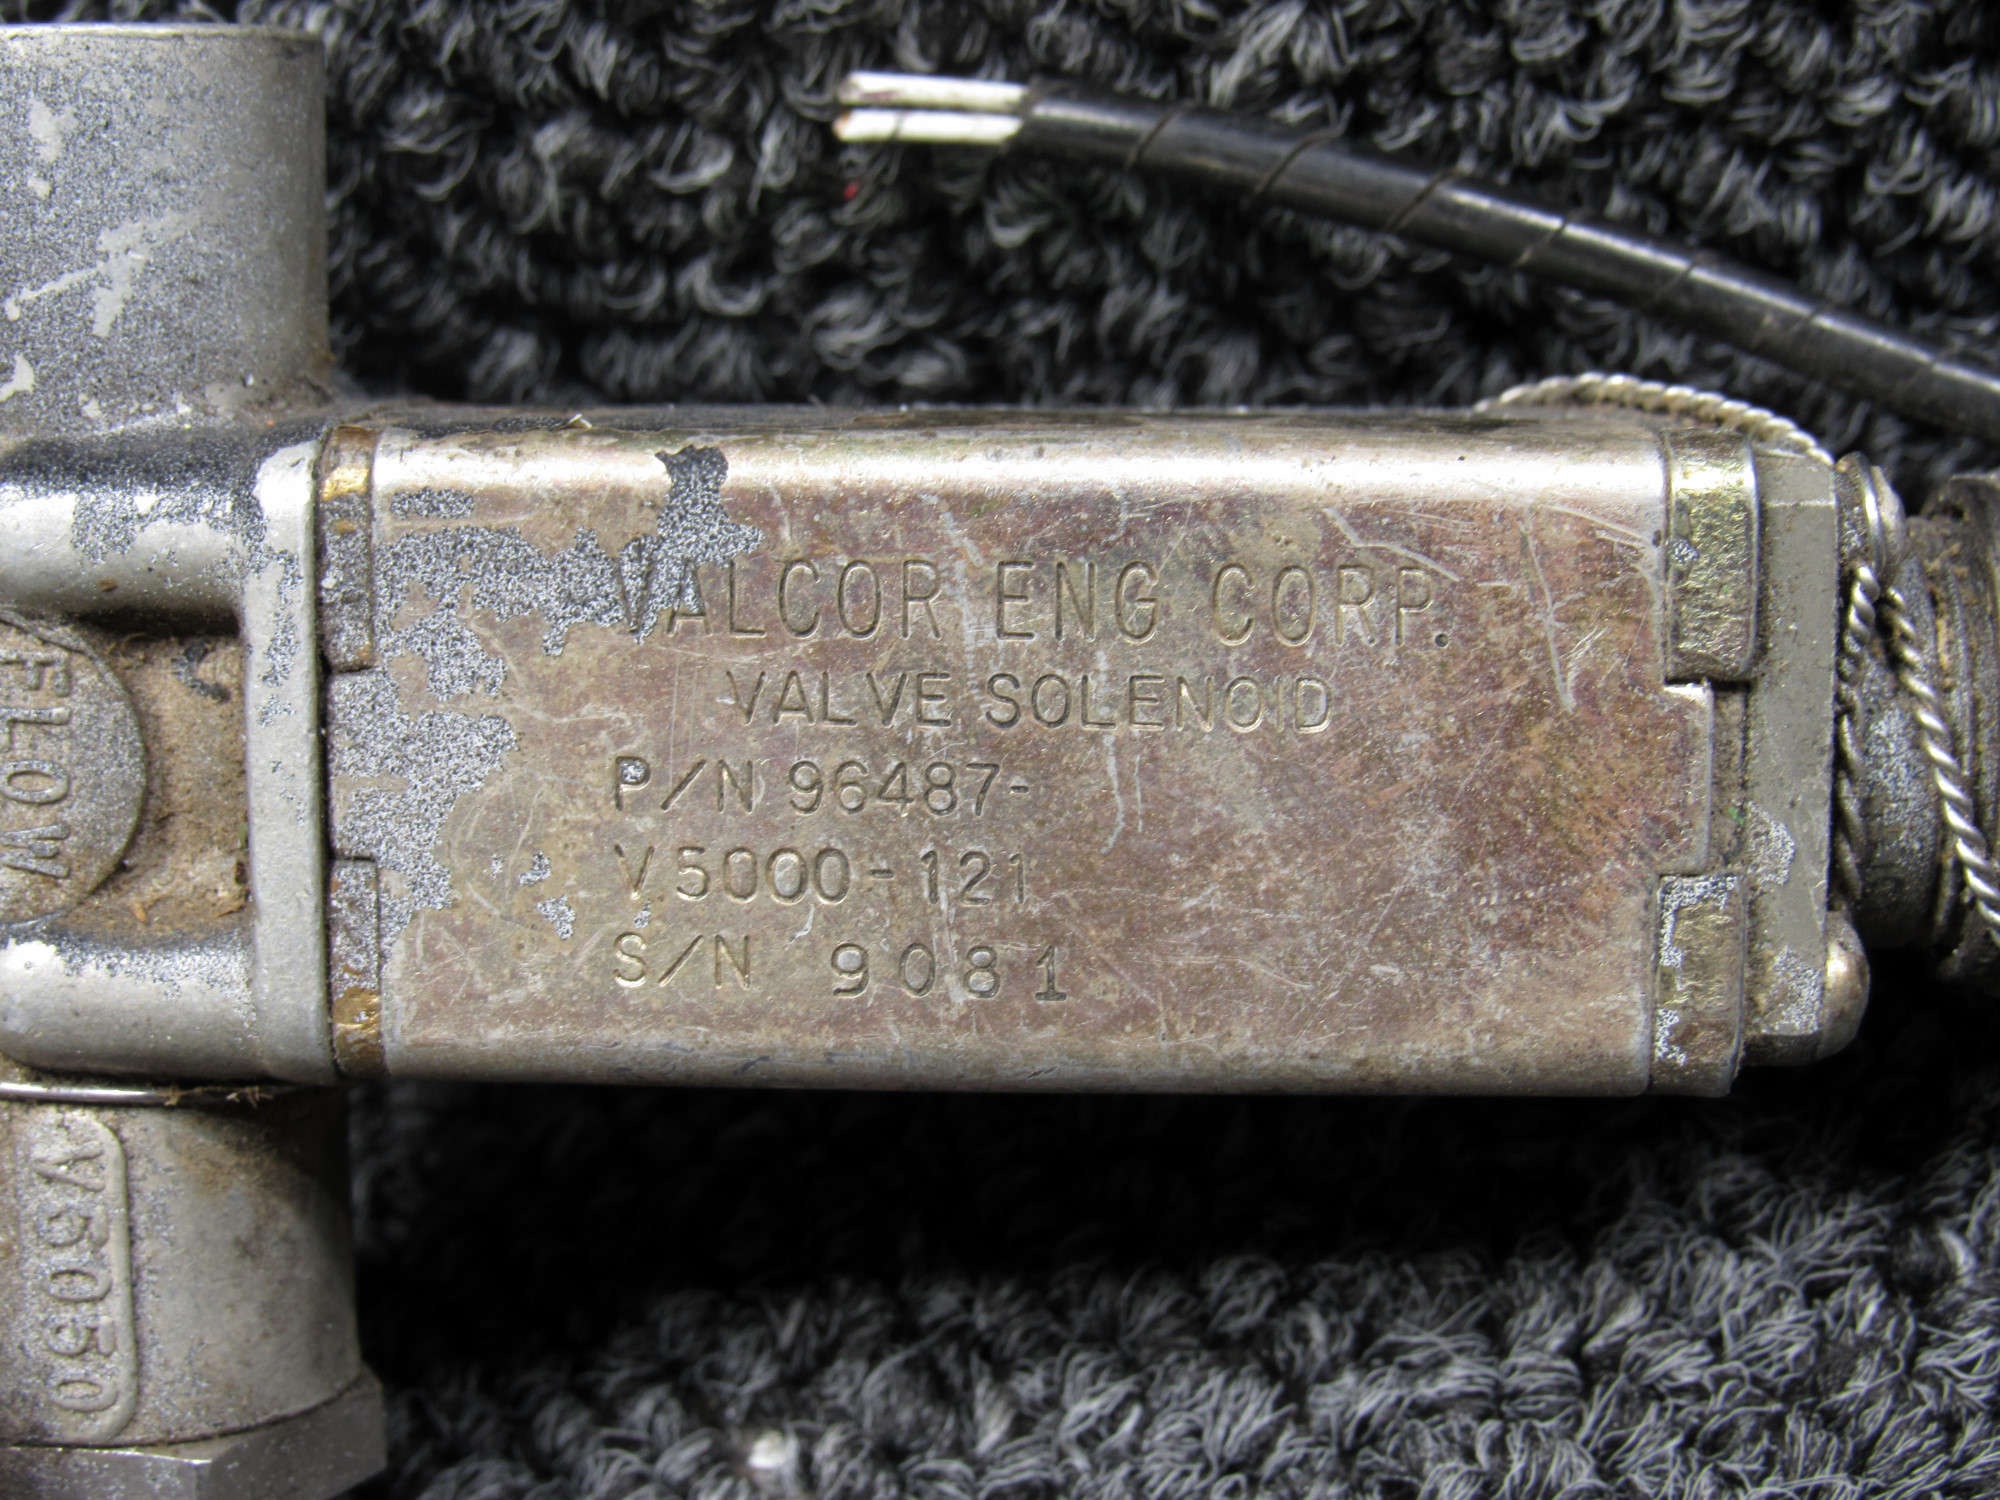 VALCOR ENG CORP.
VALVE SOLENOID
P/N 96487-
V5000-121
S/N 9081
FLOW
V5050